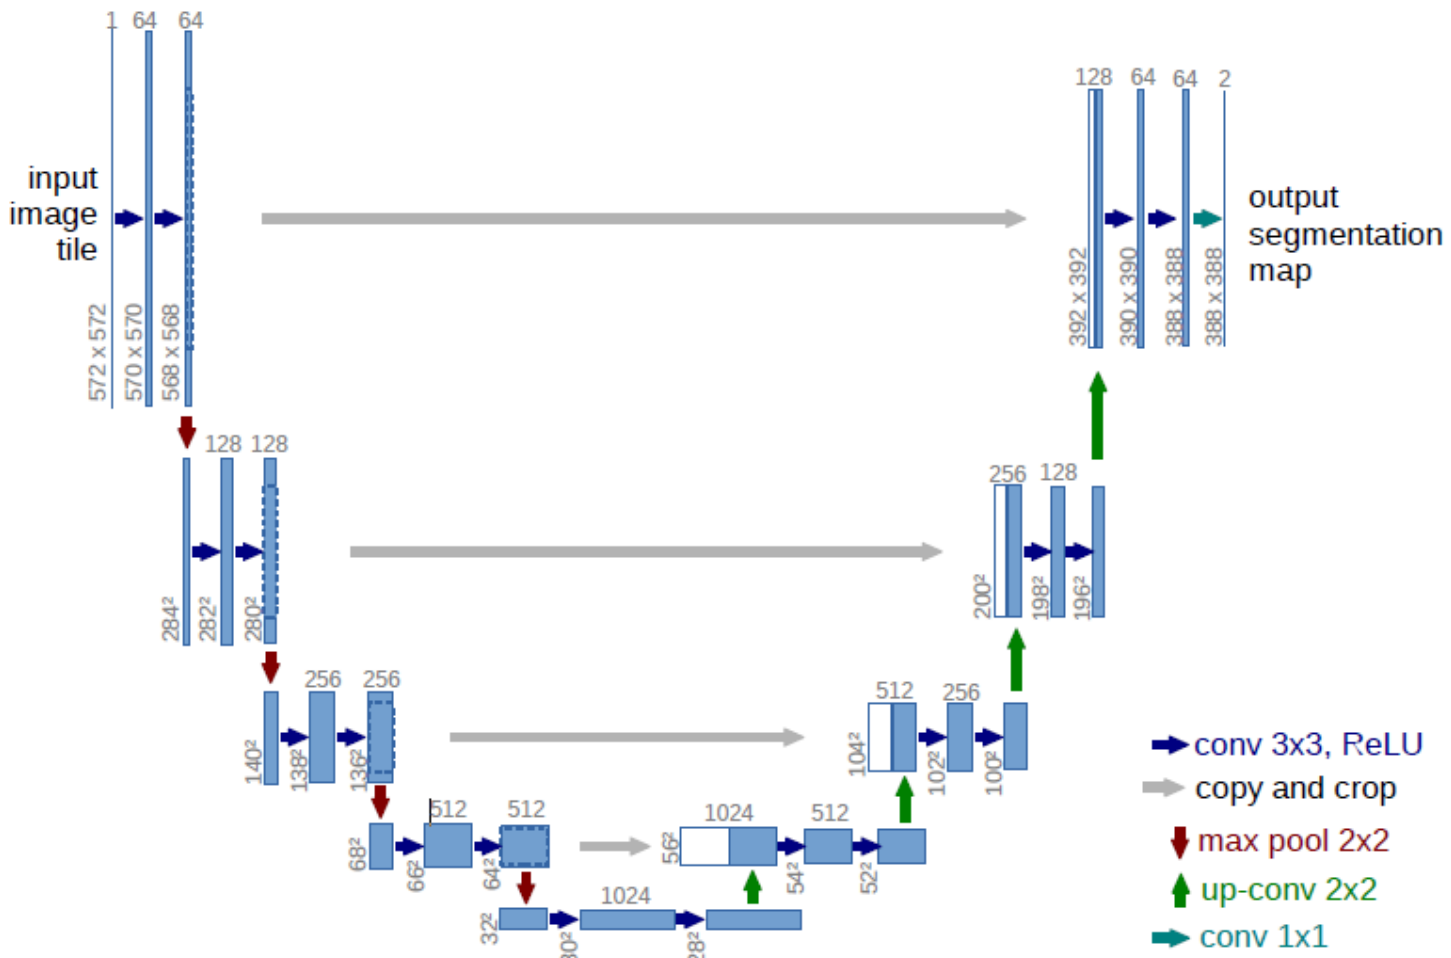 1 64 64
input
image
tile
572 x 572
570 x 570
568 x 568
128 64 64 2
output
segmentation
map
392 x 392
390 x 390
388 x 388
388 x 388
128 128
284²
282²
280²
256 128
200²
198²
196²
256 256
140²
138²
136²
512 256
104²
102²
100²
512 512
68²
66²
64²
1024 512
56²
54²
52²
1024
32²
30²
28²
conv 3x3, ReLU
copy and crop
max pool 2x2
up-conv 2x2
conv 1x1